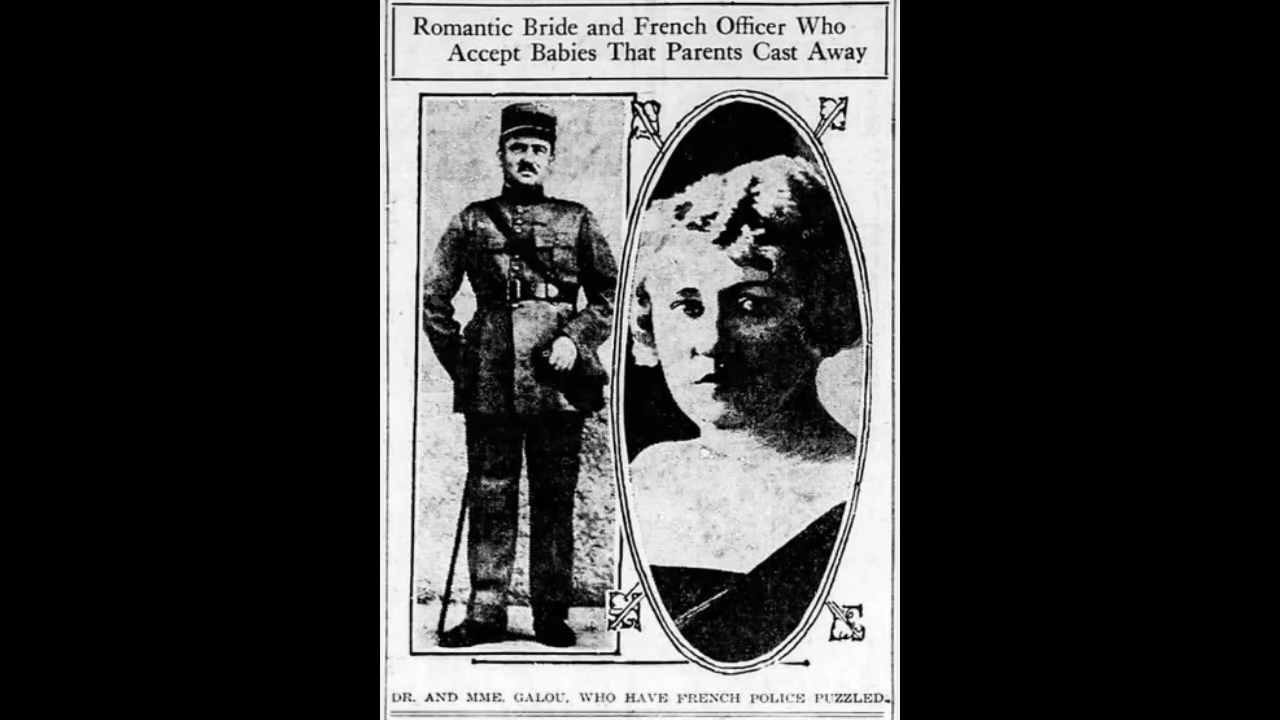 Romantic Bride and French Officer Who
Accept Babies That Parents Cast Away
DR. AND MME. GALOU, WHO HAVE FRENCH POLICE PUZZLED.